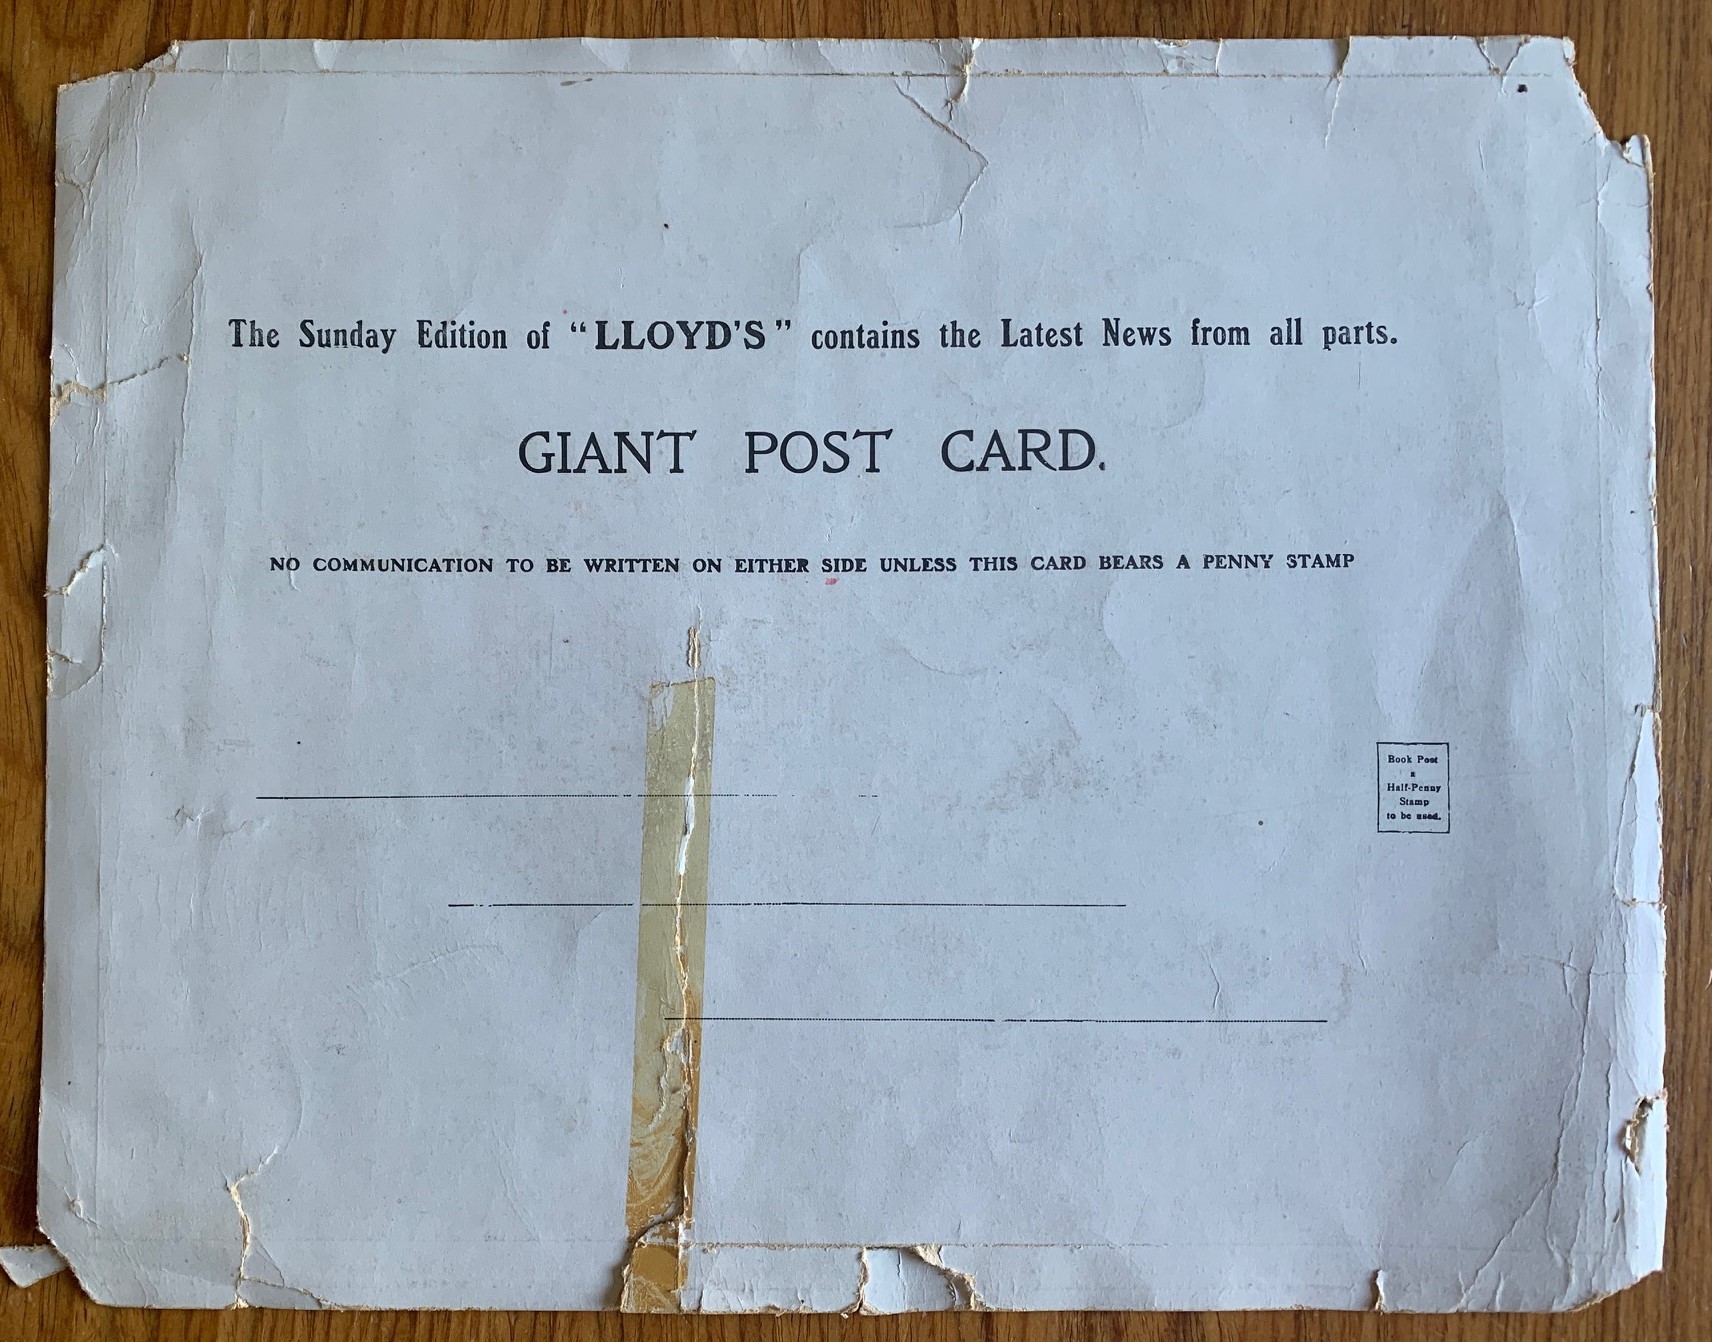 The Sunday Edition of “LLOYD'S” contains the Latest News from all parts.
GIANT POST CARD.
NO COMMUNICATION TO BE WRITTEN ON EITHER SIDE UNLESS THIS CARD BEARS A PENNY STAMP
Book Post
a
Half-Penny
Stamp
to be used.